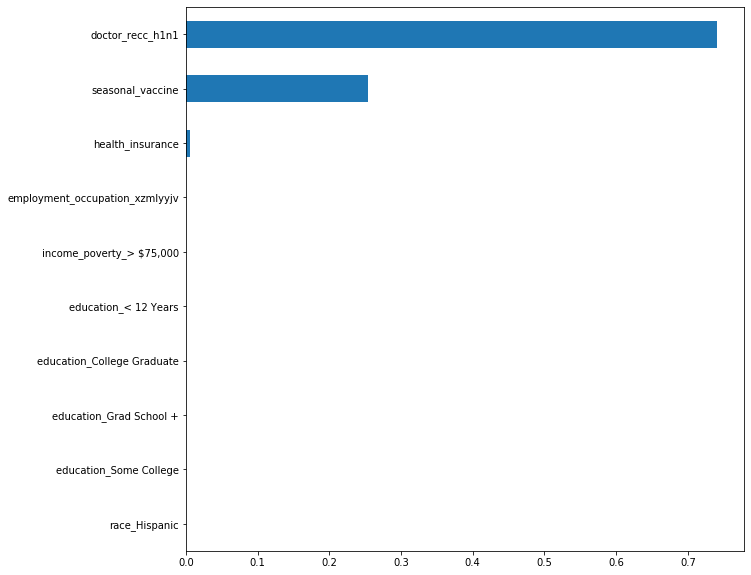 doctor_recc_h1n1
seasonal_vaccine
health_insurance
employment_occupation_xzmlyyjv
income_poverty_> $75,000
education_< 12 Years
education_College Graduate
education_Grad School +
education_Some College
race_Hispanic
0.0 0.1 0.2 0.3 0.4 0.5 0.6 0.7